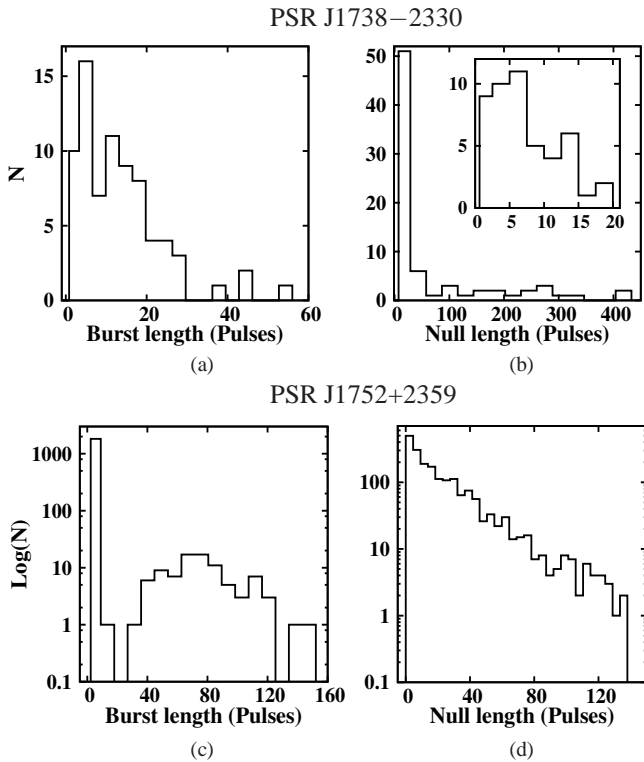 PSR J1738−2330
15
10
5
0
N
0 20 40 60
Burst length (Pulses)
(a)
50
40
30
20
10
0
10
5
0
0 5 10 15 20
0 100 200 300 400
Null length (Pulses)
(b)
PSR J1752+2359
1000
100
10
1
0.1
Log(N)
0 40 80 120 160
Burst length (Pulses)
(c)
100
10
1
0.1
0 40 80 120
Null length (Pulses)
(d)